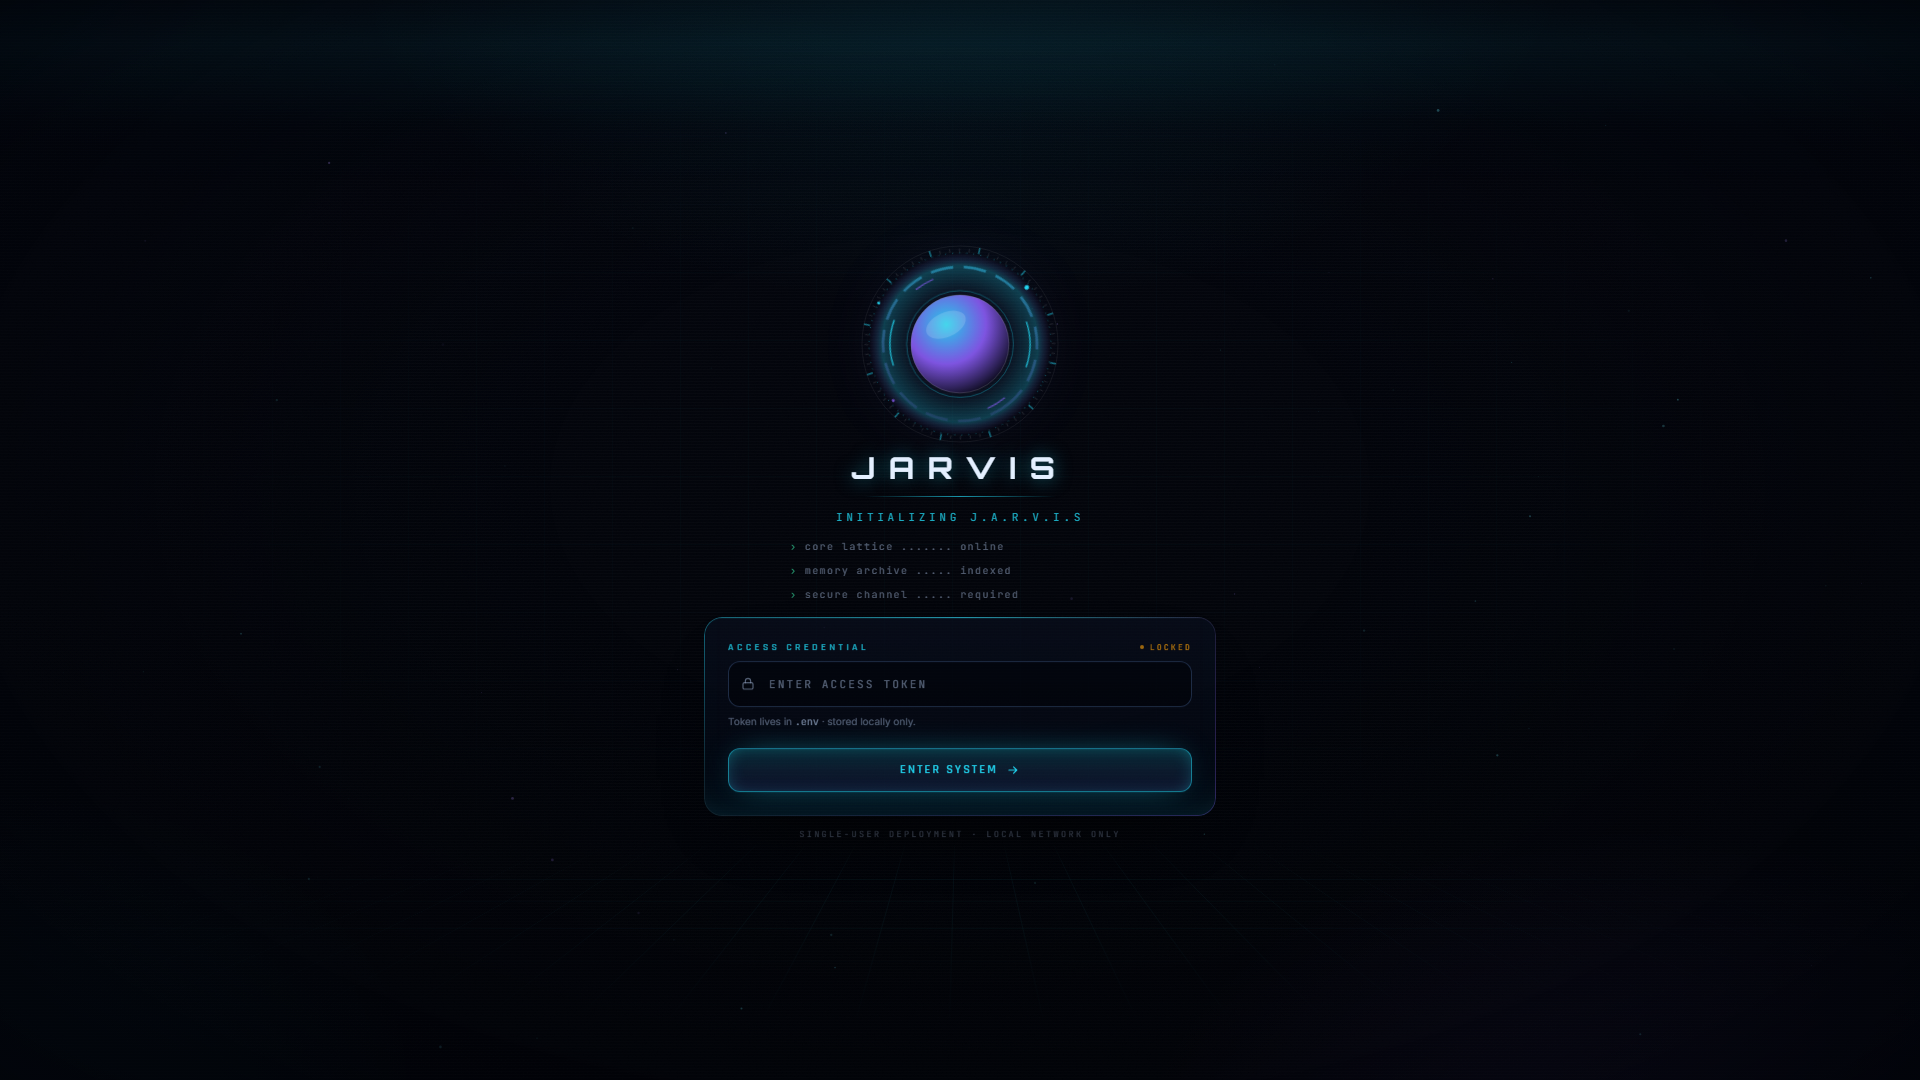 JARVIS
INITIALIZING J.A.R.V.I.S
› core lattice ....... online
› memory archive ..... indexed
› secure channel ..... required
ACCESS CREDENTIAL
LOCKED
ENTER ACCESS TOKEN
Token lives in .env · stored locally only.
ENTER SYSTEM →
SINGLE-USER DEPLOYMENT · LOCAL NETWORK ONLY